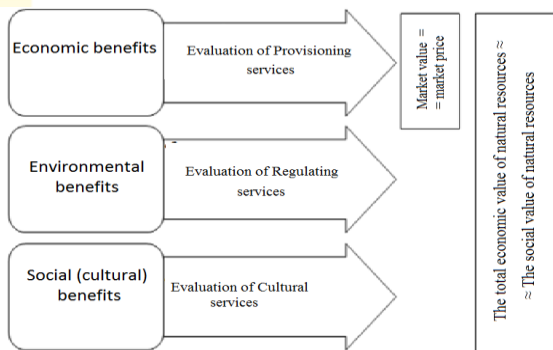 Economic benefits
Evaluation of Provisioning
services
Market value =
= market price
Environmental
benefits
Evaluation of Regulating
services
Social (cultural)
benefits
Evaluation of Cultural
services
The total economic value of natural resources ≈
≈ The social value of natural resources